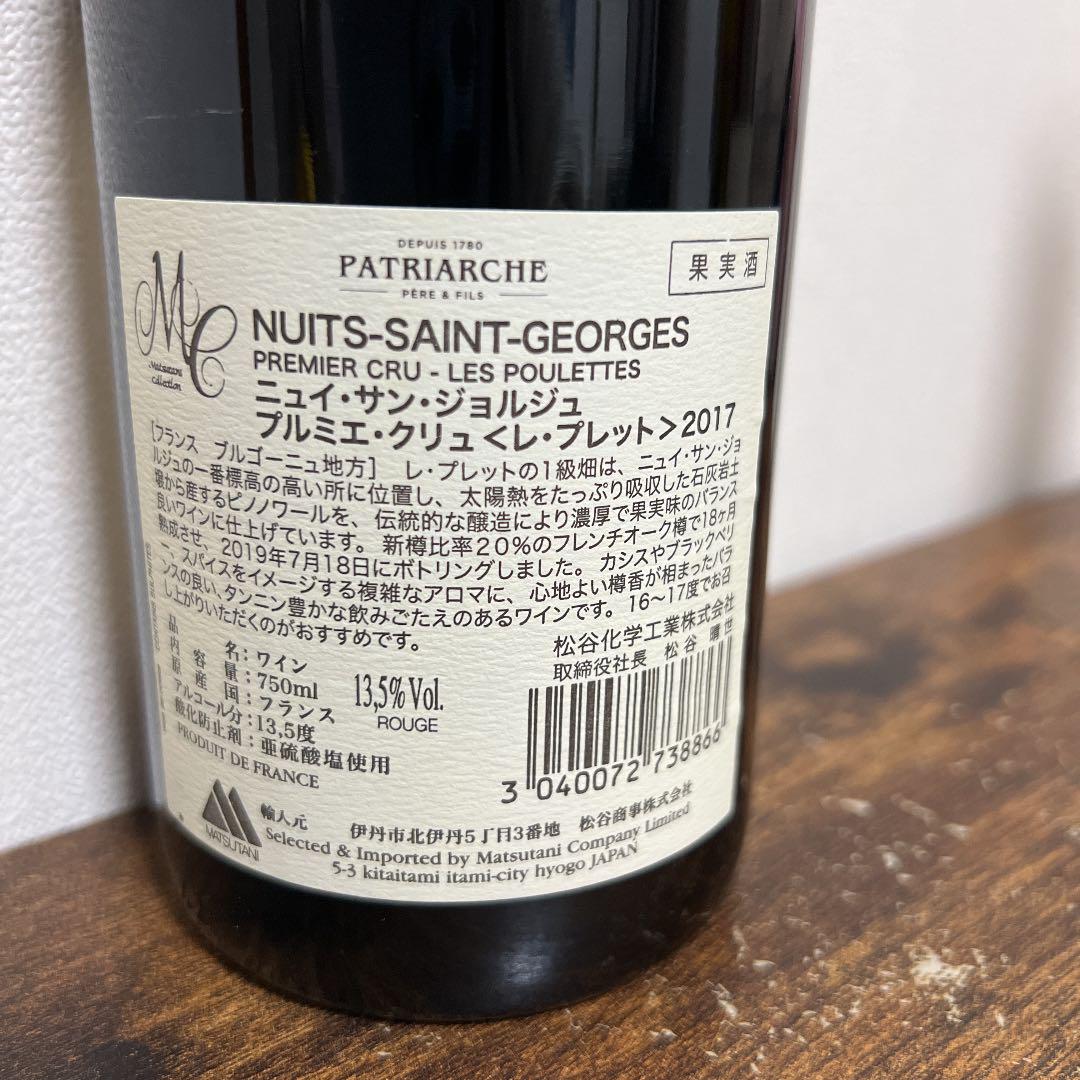 DEPUIS 1780
PATRIARCHE
PÈRE & FILS
果実酒
MC
Matsutani
Collection
NUITS-SAINT-GEORGES
PREMIER CRU - LES POULETTES
ニュイ・サン・ジョルジュ
プルミエ・クリュ<レ・プレット>2017
[フランス ブルゴーニュ地方] レ・プレットの1級畑は、ニュイ・サン・ジョ
ルジュの一番標高の高い所に位置し、太陽熱をたっぷり吸収した石灰岩土
壌から産するピノノワールを、伝統的な醸造により濃厚で果実味のバランス
良いワインに仕上げています。新樽比率20%のフレンチオーク樽で18ヶ月
熟成させ、2019年7月18日にボトリングしました。カシスやブラックベリ
ー、スパイスをイメージする複雑なアロマに、心地よい樽香が相まったバラ
ンスの良い、タンニン豊かな飲みごたえのあるワインです。16~17度でお召
し上がりいただくのがおすすめです。
松谷化学工業株式会社
取締役社長 松谷 晴世
品名:ワイン
内容量:750ml
原産国:フランス
アルコール分:13,5度
酸化防止剤:亜硫酸塩使用
PRODUIT DE FRANCE
13,5% Vol.
ROUGE
3 040072 738866
MATSUTANI
輸入元 伊丹市北伊丹5丁目3番地 松谷商事株式会社
Selected & Imported by Matsutani Company Limited
5-3 kitaitami itami-city hyogo JAPAN